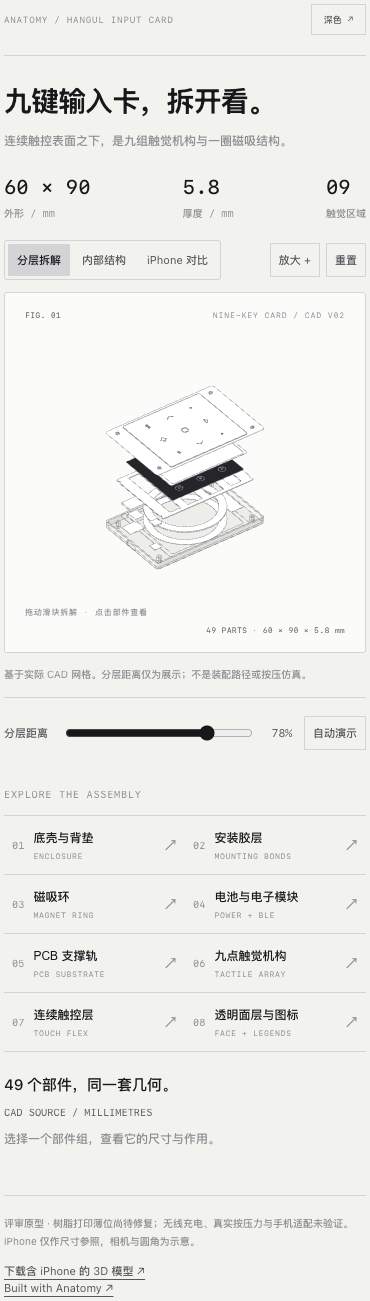 ANATOMY / HANGUL INPUT CARD
深色 ↗
九键输入卡，拆开看。
连续触控表面之下，是九组触觉机构与一圈磁吸结构。
60 × 90 5.8 09
外形 / mm 厚度 / mm 触觉区域
分层拆解 内部结构 iPhone 对比 放大 + 重置
FIG. 01 NINE-KEY CARD / CAD V02
拖动滑块拆解 · 点击部件查看
49 PARTS · 60 × 90 × 5.8 mm
基于实际 CAD 网格。分层距离仅为展示；不是装配路径或按压仿真。
分层距离 78% 自动演示
EXPLORE THE ASSEMBLY
01 底壳与背垫 ↗ 02 安装胶层 ↗
ENCLOSURE MOUNTING BONDS
03 磁吸环 ↗ 04 电池与电子模块 ↗
MAGNET RING POWER + BLE
05 PCB 支撑轨 ↗ 06 九点触觉机构 ↗
PCB SUBSTRATE TACTILE ARRAY
07 连续触控层 ↗ 08 透明面层与图标 ↗
TOUCH FLEX FACE + LEGENDS
49 个部件，同一套几何。
CAD SOURCE / MILLIMETRES
选择一个部件组，查看它的尺寸与作用。
评审原型 · 树脂打印薄位尚待修复；无线充电、真实按压力与手机适配未验证。
iPhone 仅作尺寸参照，相机与圆角为示意。
下载含 iPhone 的 3D 模型 ↗
Built with Anatomy ↗